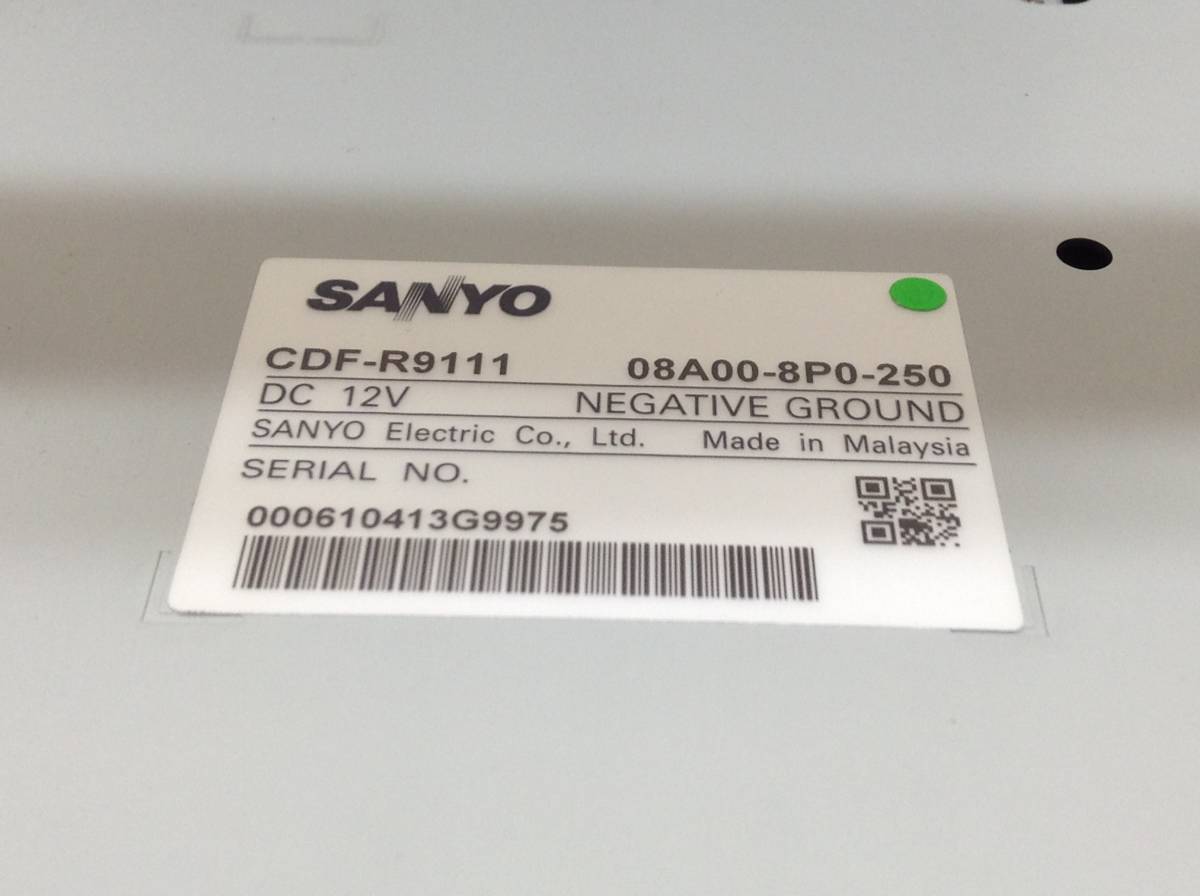 SANYO
CDF-R9111 08A00-8P0-250
DC 12V NEGATIVE GROUND
SANYO Electric Co., Ltd. Made in Malaysia
SERIAL NO.
000610413G9975